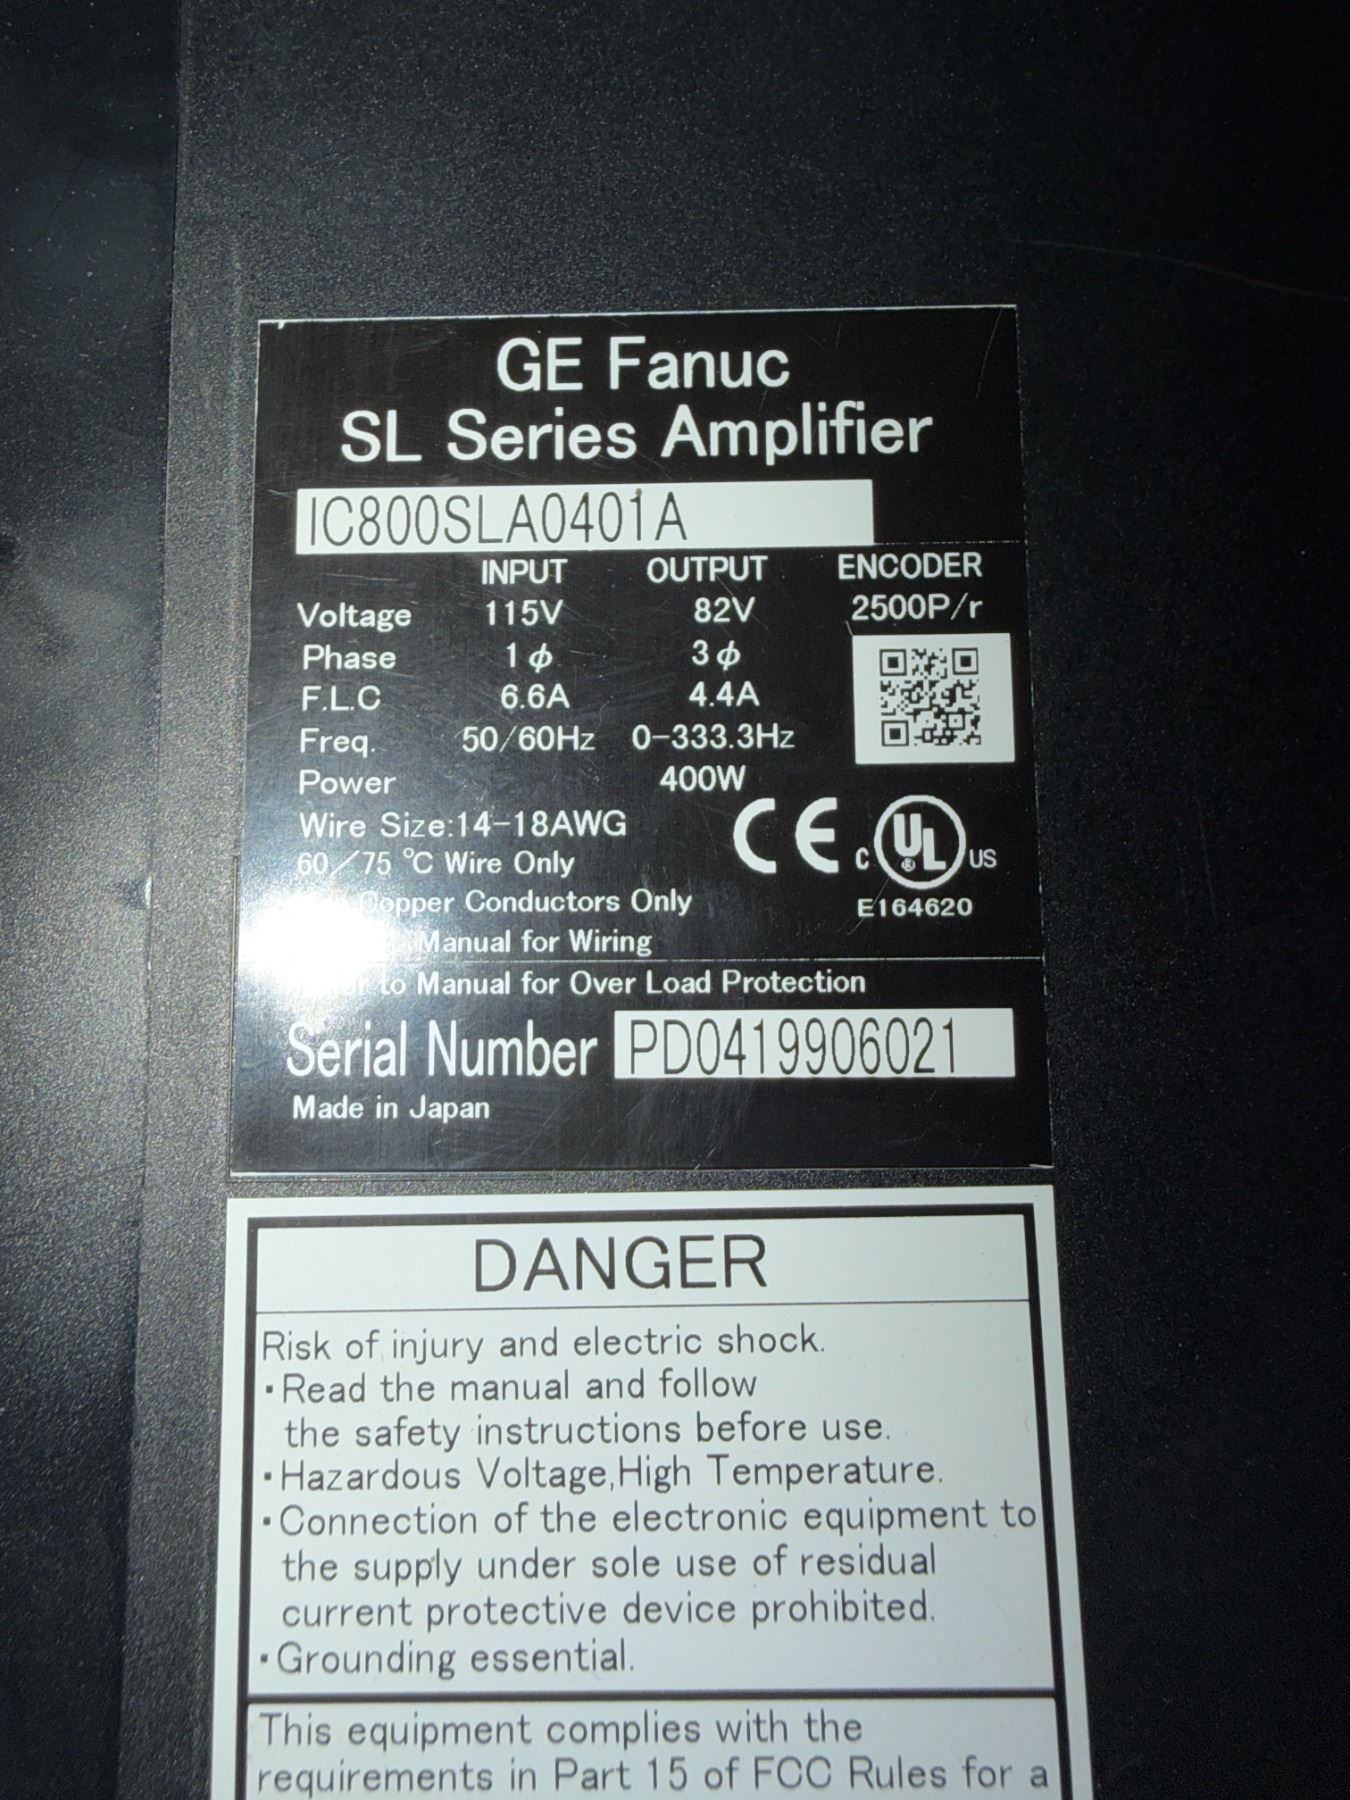 GE Fanuc
SL Series Amplifier
IC800SLA0401A
INPUT OUTPUT ENCODER
Voltage 115V 82V 2500P/r
Phase 1ϕ 3ϕ
F.L.C 6.6A 4.4A
Freq. 50/60Hz 0-333.3Hz
Power 400W
Wire Size:14-18AWG
60/75 ℃ Wire Only
Copper Conductors Only
Manual for Wiring
to Manual for Over Load Protection
CE C UL ® US
E164620
Serial Number PD0419906021
Made in Japan
DANGER
Risk of injury and electric shock.
・Read the manual and follow
the safety instructions before use.
・Hazardous Voltage,High Temperature.
・Connection of the electronic equipment to
the supply under sole use of residual
current protective device prohibited.
・Grounding essential.
This equipment complies with the
requirements in Part 15 of FCC Rules for a